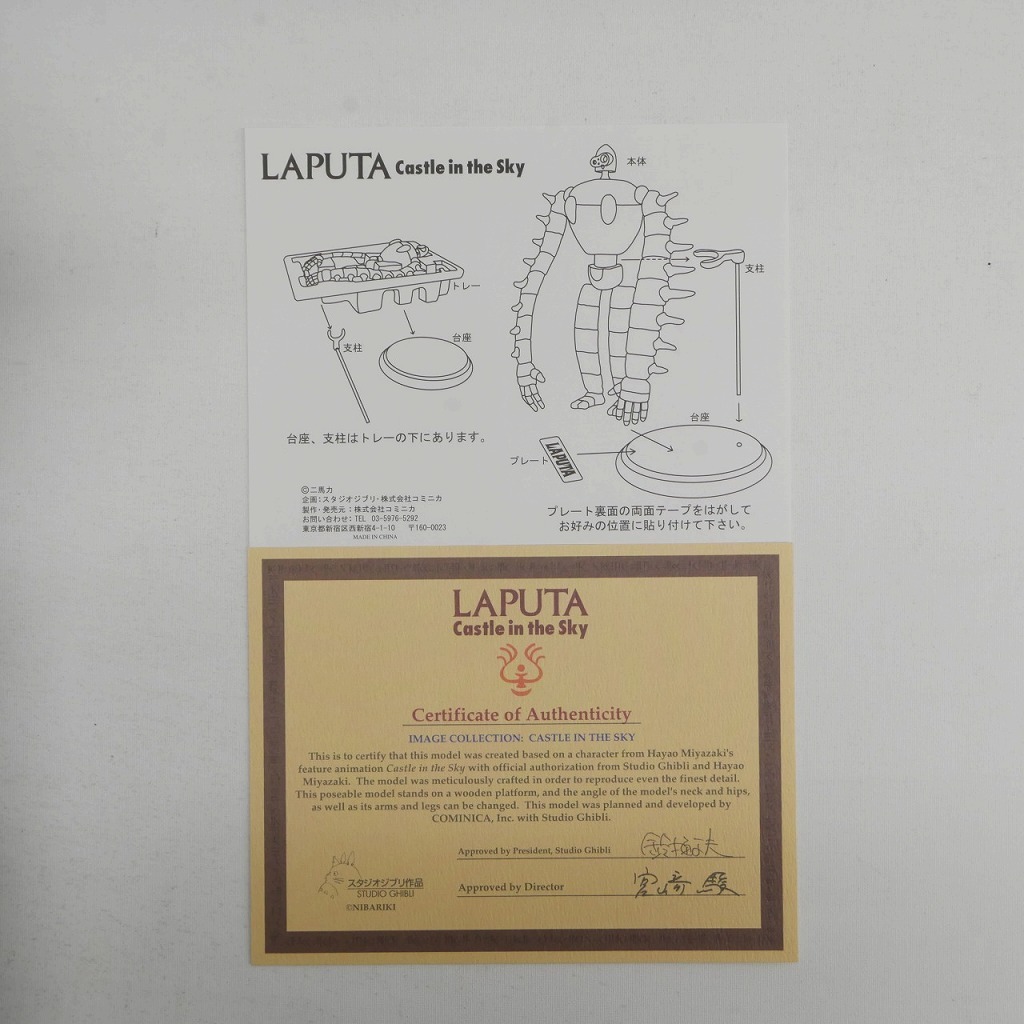 LAPUTA Castle in the Sky
本体
トレー
支柱
台座
支柱
台座、支柱はトレーの下にあります。
台座
プレート
LAPUTA
プレート裏面の両面テープをはがして
お好みの位置に貼り付けて下さい。
©二馬力
企画：スタジオジブリ・株式会社コミニカ
製作・発売元：株式会社コミニカ
お問い合わせ：TEL 03-5976-5292
東京都新宿区西新宿4-1-10 〒160-0023
MADE IN CHINA
LAPUTA
Castle in the Sky
Certificate of Authenticity
IMAGE COLLECTION: CASTLE IN THE SKY
This is to certify that this model was created based on a character from Hayao Miyazaki's
feature animation Castle in the Sky with official authorization from Studio Ghibli and Hayao
Miyazaki. The model was meticulously crafted in order to reproduce even the finest detail.
This poseable model stands on a wooden platform, and the angle of the model's neck and hips,
as well as its arms and legs can be changed. This model was planned and developed by
COMINICA, Inc. with Studio Ghibli.
Approved by President, Studio Ghibli 鈴木敏夫
Approved by Director 宮崎駿
スタジオジブリ作品
STUDIO GHIBLI
©NIBARIKI